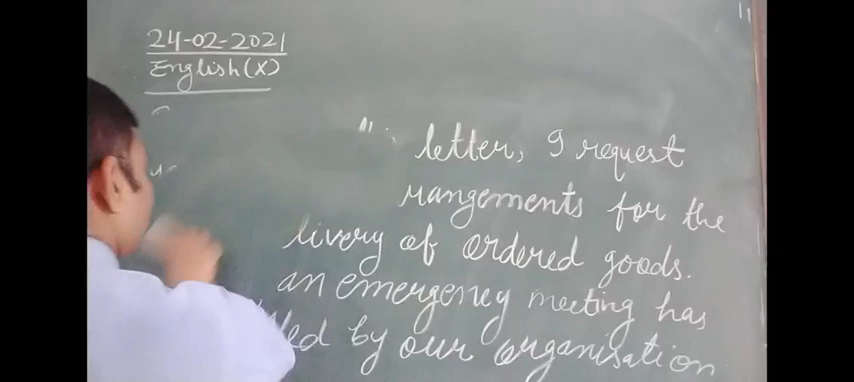 24-02-2021
English (X)
letter, I request
rangements for the
livery of ordered goods.
an emergency meeting has
led by our organisation